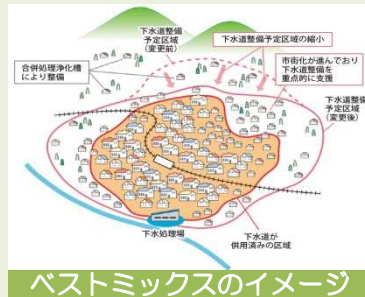 下水道整備
予定区域
（変更前）
下水道整備予定区域の縮小
合併処理浄化槽
により整備
市街化が進んでおり
下水道整備を
重点的に支援
下水道整備
予定区域
（変更後）
下水処理場
下水道が
供用済みの区域
ベストミックスのイメージ